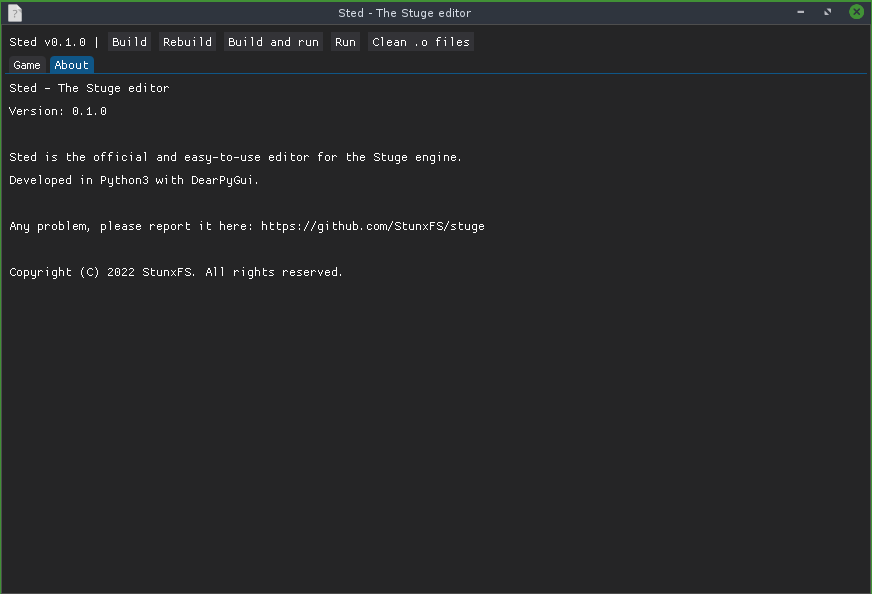 Sted - The Stuge editor
Sted v0.1.0 | Build Rebuild Build and run Run Clean .o files
Game About
Sted - The Stuge editor
Version: 0.1.0
Sted is the official and easy-to-use editor for the Stuge engine.
Developed in Python3 with DearPyGui.
Any problem, please report it here: https://github.com/StunxFS/stuge
Copyright (C) 2022 StunxFS. All rights reserved.